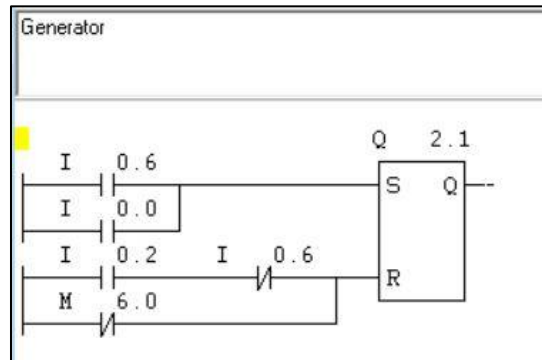 Generator
Q 2.1
I 0.6
S Q
I 0.0
I 0.2 I 0.6
R
M 6.0